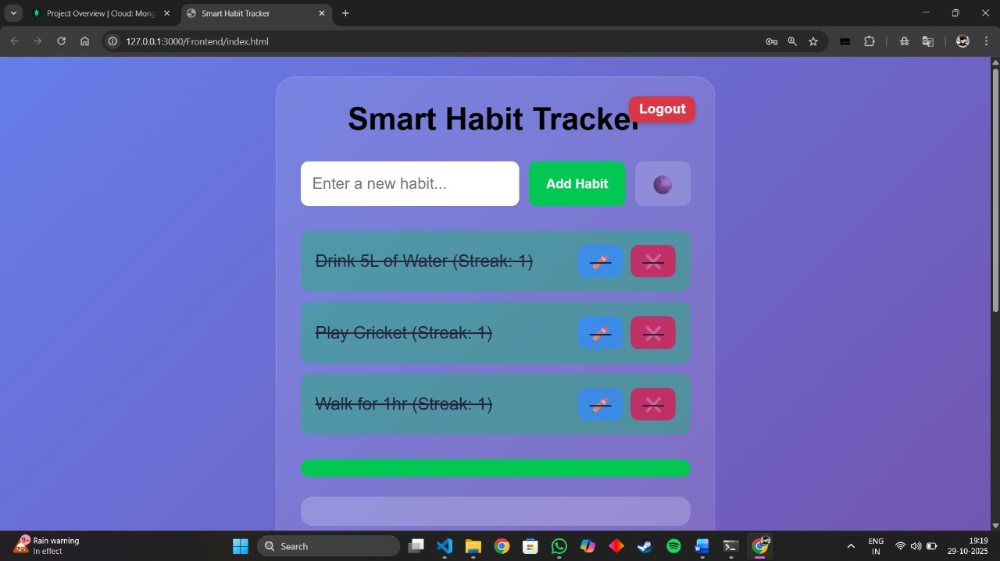 Project Overview | Cloud: Mong
Smart Habit Tracker
127.0.0.1:3000/Frontend/index.html
Smart Habit Tracker
Logout
Enter a new habit...
Add Habit
Drink 5L of Water (Streak: 1)
Play Cricket (Streak: 1)
Walk for 1hr (Streak: 1)
9+
Rain warning
In effect
Search
ENG
IN
19:19
29-10-2025